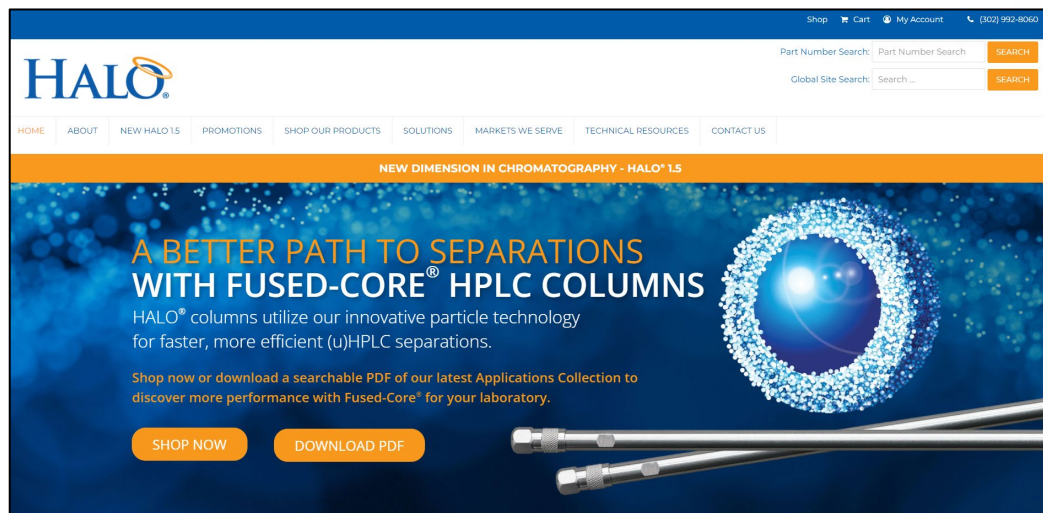 Shop Cart My Account (302) 992-8060
Part Number Search: Part Number Search SEARCH
HALO®
Global Site Search: Search ... SEARCH
HOME ABOUT NEW HALO 1.5 PROMOTIONS SHOP OUR PRODUCTS SOLUTIONS MARKETS WE SERVE TECHNICAL RESOURCES CONTACT US
NEW DIMENSION IN CHROMATOGRAPHY - HALO® 1.5
A BETTER PATH TO SEPARATIONS
WITH FUSED-CORE® HPLC COLUMNS
HALO® columns utilize our innovative particle technology
for faster, more efficient (u)HPLC separations.
Shop now or download a searchable PDF of our latest Applications Collection to
discover more performance with Fused-Core® for your laboratory.
SHOP NOW DOWNLOAD PDF